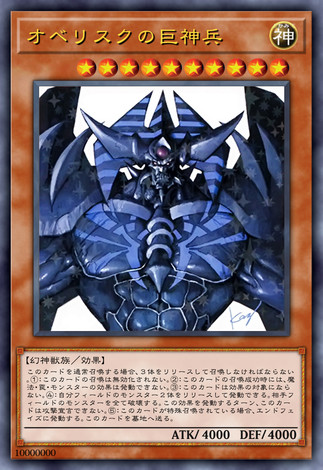 オベリスクの巨神兵
神
【幻神獣族／効果】
このカードを通常召喚する場合、３体をリリースして召喚しなければならない
。①：このカードの召喚は無効化されない。②：このカードの召喚成功時には、魔
法・罠・モンスターの効果は発動できない。③：このカードは効果の対象になら
ない。④：自分フィールドのモンスター２体をリリースして発動できる。相手フ
ィールドのモンスターを全て破壊する。この効果を発動するターン、このカー
ドは攻撃宣言できない。⑤：このカードが特殊召喚されている場合、エンドフェ
イズに発動する。このカードを墓地へ送る。
ATK/ 4000 DEF/ 4000
10000000